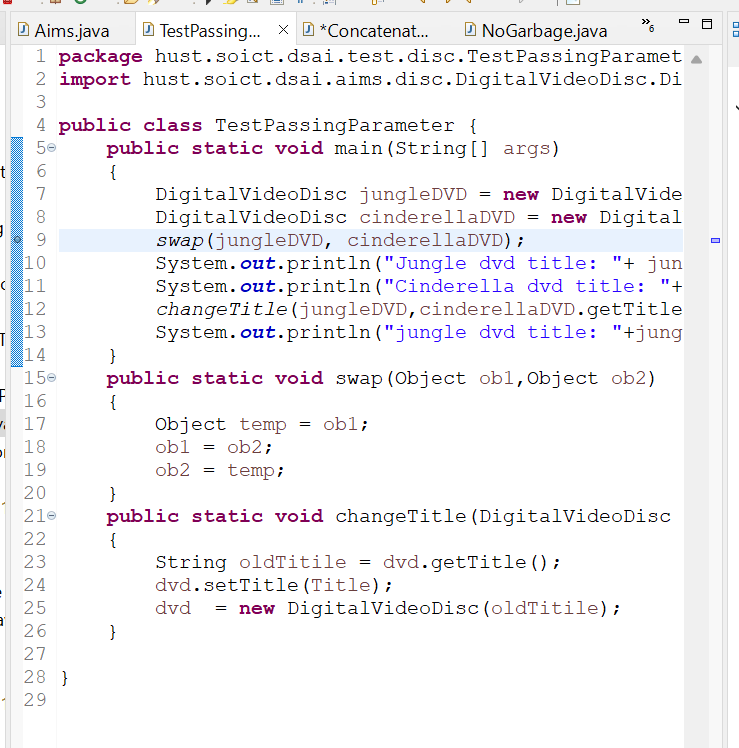 Aims.java
TestPassing...
*Concatenat...
NoGarbage.java
»6
1 package hust.soict.dsai.test.disc.TestPassingParamet
2 import hust.soict.dsai.aims.disc.DigitalVideoDisc.Di
3
4 public class TestPassingParameter {
5 public static void main(String[] args)
6 {
7 DigitalVideoDisc jungleDVD = new DigitalVide
8 DigitalVideoDisc cinderellaDVD = new Digital
9 swap(jungleDVD, cinderellaDVD);
10 System.out.println("Jungle dvd title: "+ jun
11 System.out.println("Cinderella dvd title: "+
12 changeTitle(jungleDVD,cinderellaDVD.getTitle
13 System.out.println("jungle dvd title: "+jung
14 }
15 public static void swap(Object ob1,Object ob2)
16 {
17 Object temp = ob1;
18 ob1 = ob2;
19 ob2 = temp;
20 }
21 public static void changeTitle(DigitalVideoDisc
22 {
23 String oldTitile = dvd.getTitle();
24 dvd.setTitle(Title);
25 dvd  = new DigitalVideoDisc(oldTitile);
26 }
27
28 }
29